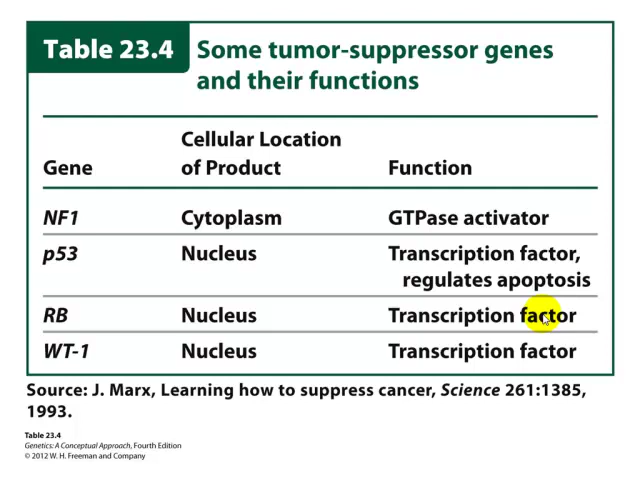 Table 23.4 Some tumor-suppressor genes
and their functions
Cellular Location
Gene of Product Function
NF1 Cytoplasm GTPase activator
p53 Nucleus Transcription factor,
regulates apoptosis
RB Nucleus Transcription factor
WT-1 Nucleus Transcription factor
Source: J. Marx, Learning how to suppress cancer, Science 261:1385,
1993.
Table 23.4
Genetics: A Conceptual Approach, Fourth Edition
© 2012 W. H. Freeman and Company